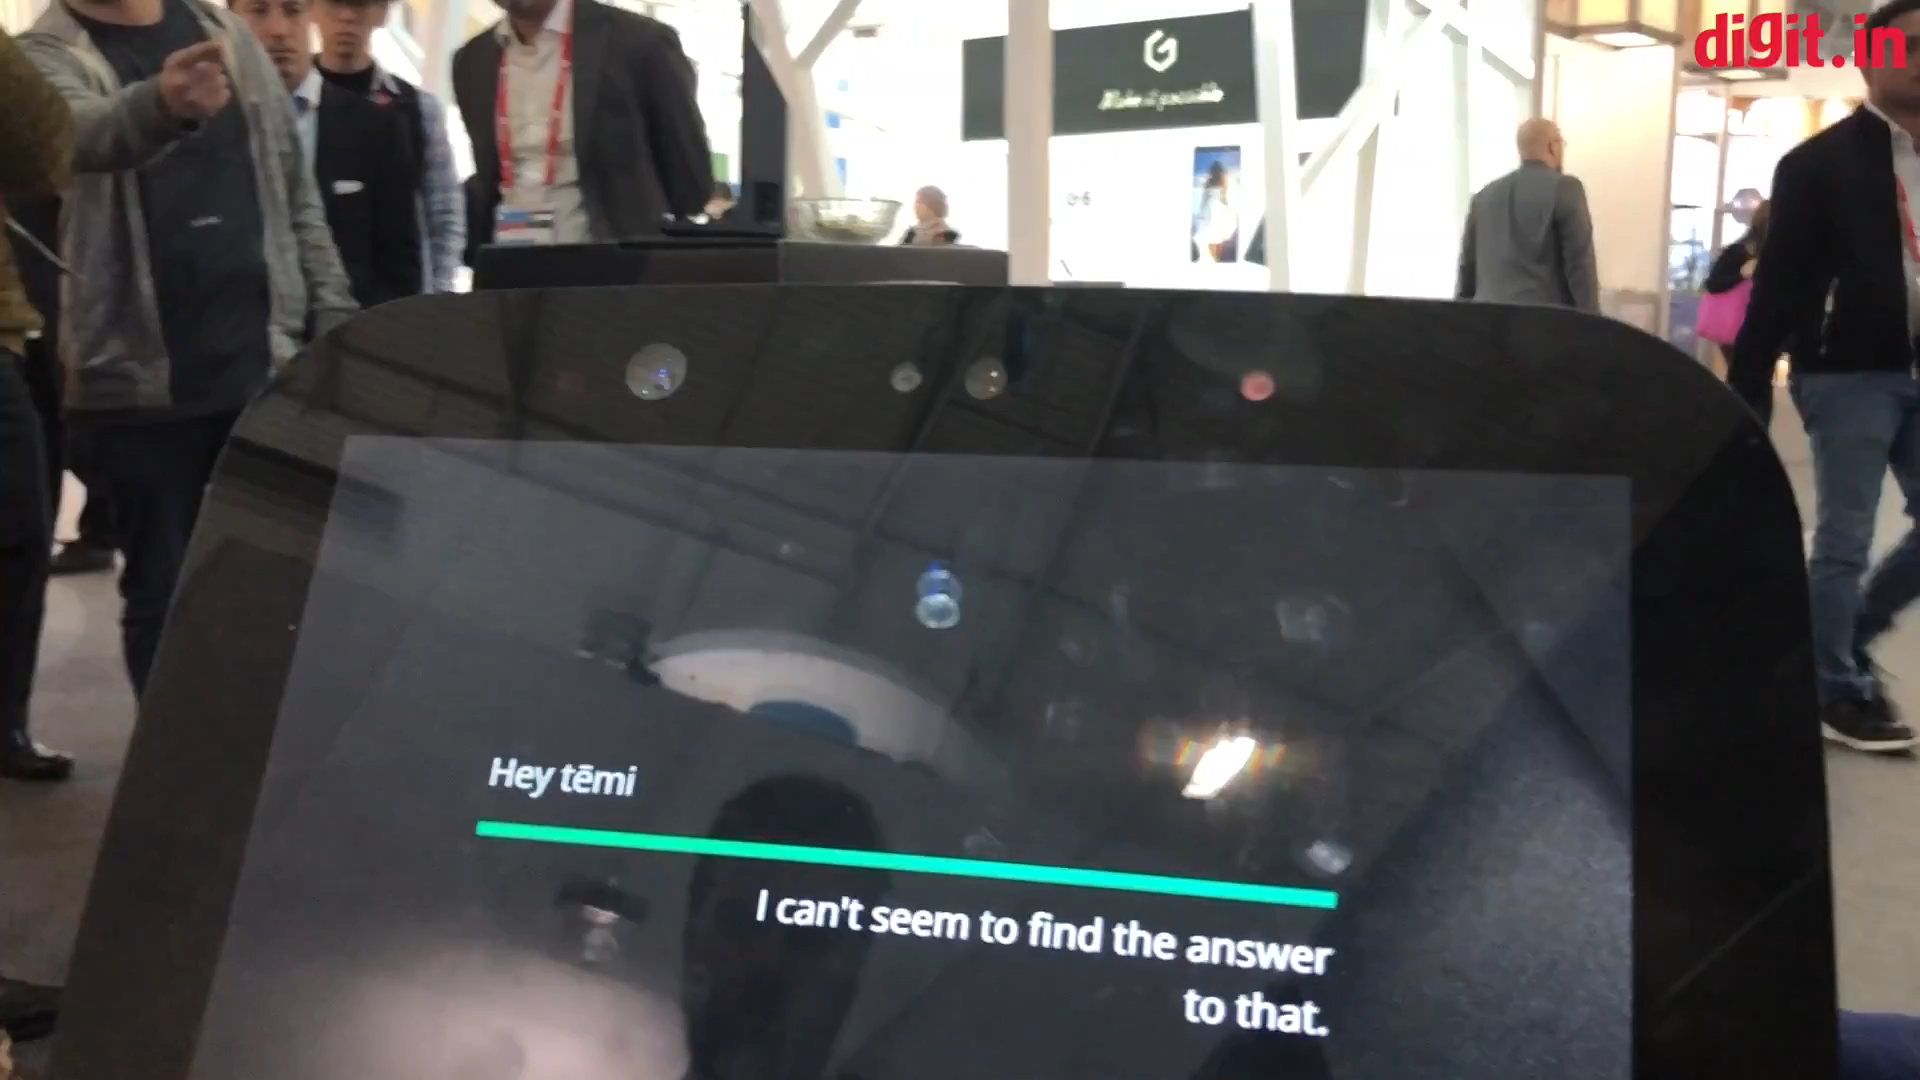 digit.in
Hey tēmi
I can't seem to find the answer
to that.